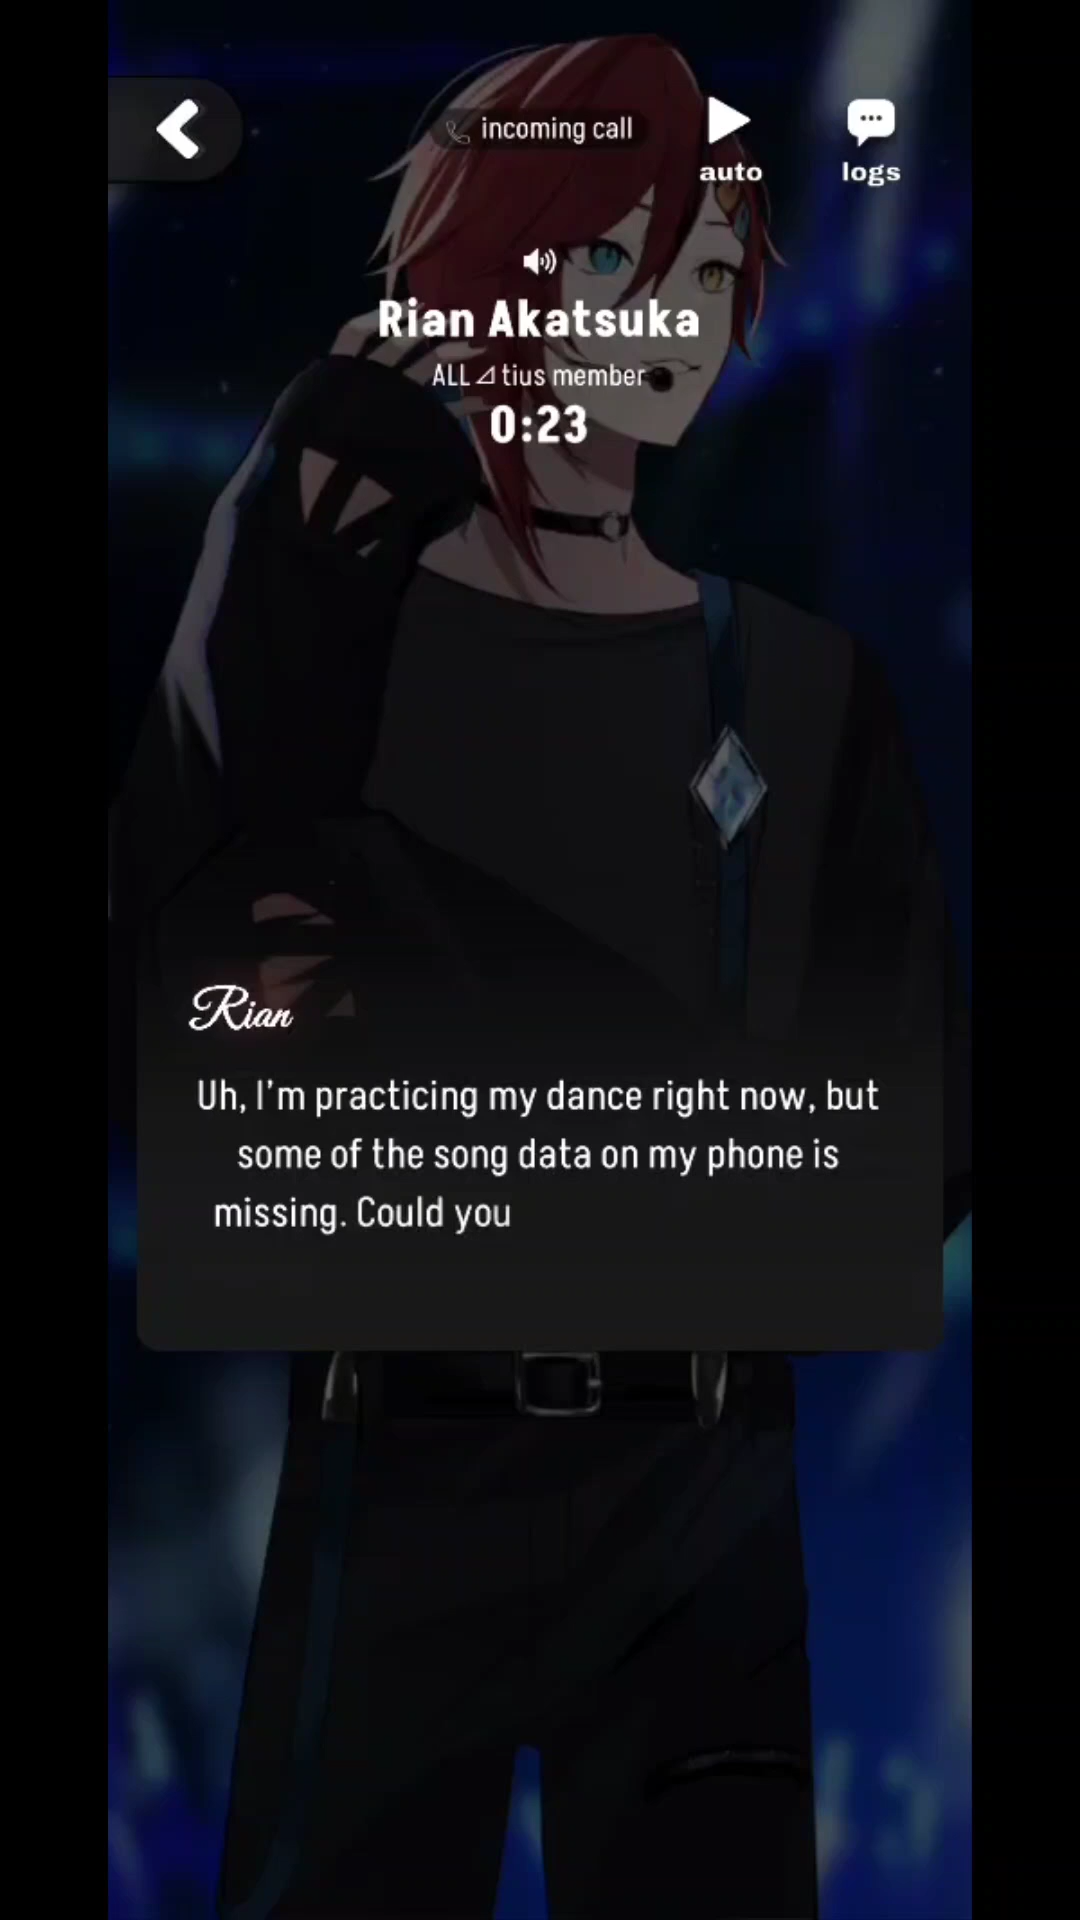 incoming call
auto
logs
Rian Akatsuka
ALL⊿tius member
0:23
Rian
Uh, I'm practicing my dance right now, but
some of the song data on my phone is
missing. Could you